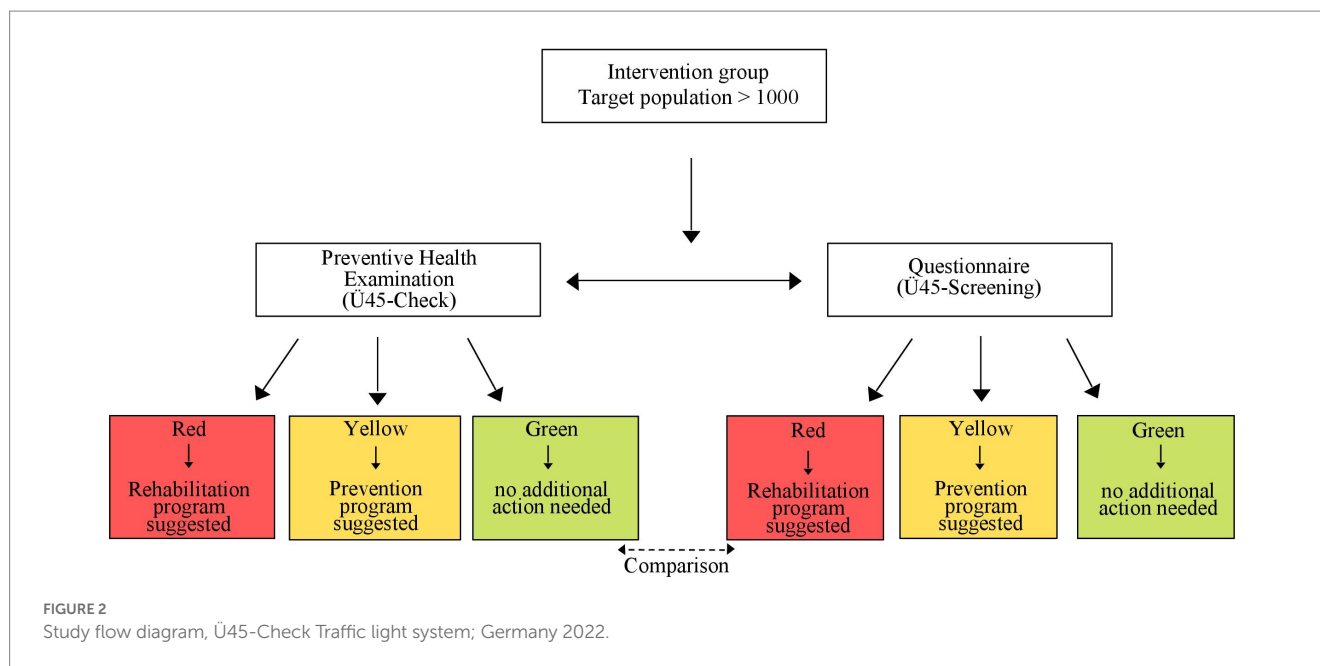 Intervention group
Target population > 1000
Preventive Health
Examination
(Ü45-Check)
Questionnaire
(Ü45-Screening)
Red
Rehabilitation
program
suggested
Yellow
Prevention
program
suggested
Green
no additional
action needed
Red
Rehabilitation
program
suggested
Yellow
Prevention
program
suggested
Green
no additional
action needed
Comparison
FIGURE 2
Study flow diagram, Ü45-Check Traffic light system; Germany 2022.